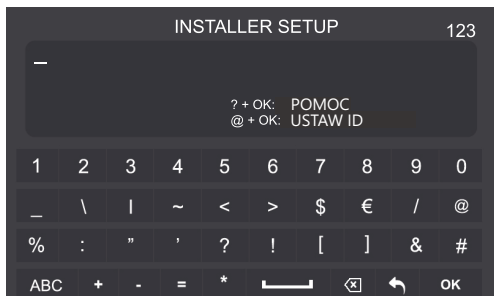 INSTALLER SETUP
123
_
? + OK: POMOC
@ + OK: USTAW ID
1 2 3 4 5 6 7 8 9 0
_ \ | ~ < > $ € / @
% : " ' ? ! [ ] & #
ABC + - = * OK